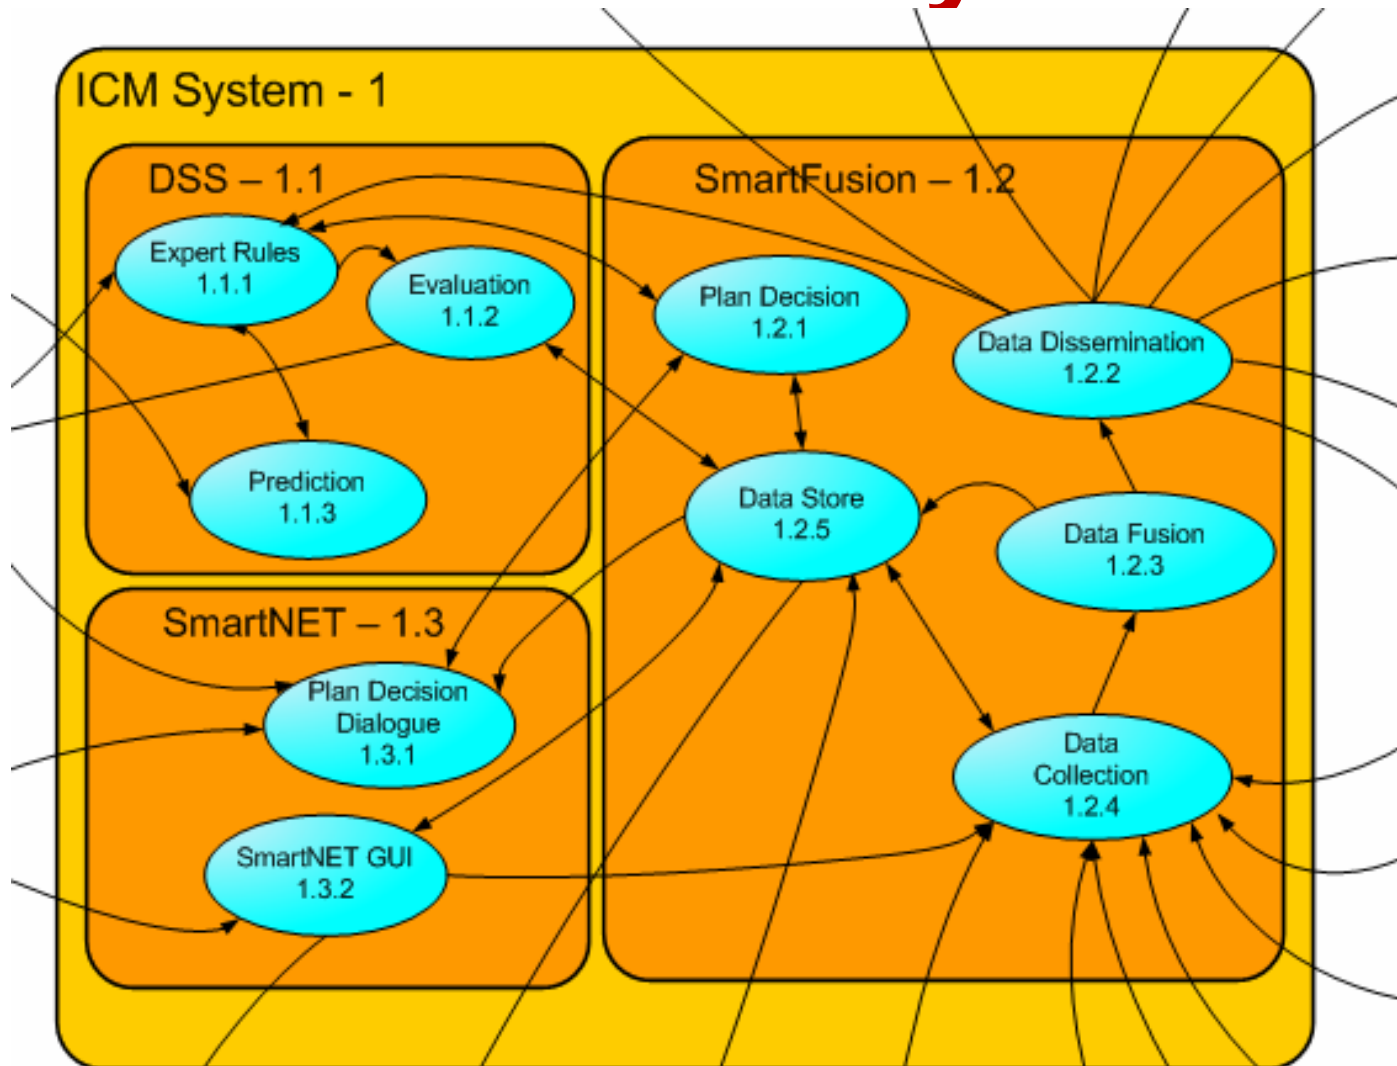 ICM System - 1
DSS – 1.1
Expert Rules
1.1.1
Evaluation
1.1.2
Prediction
1.1.3
SmartFusion – 1.2
Plan Decision
1.2.1
Data Dissemination
1.2.2
Data Store
1.2.5
Data Fusion
1.2.3
Data
Collection
1.2.4
SmartNET – 1.3
Plan Decision
Dialogue
1.3.1
SmartNET GUI
1.3.2